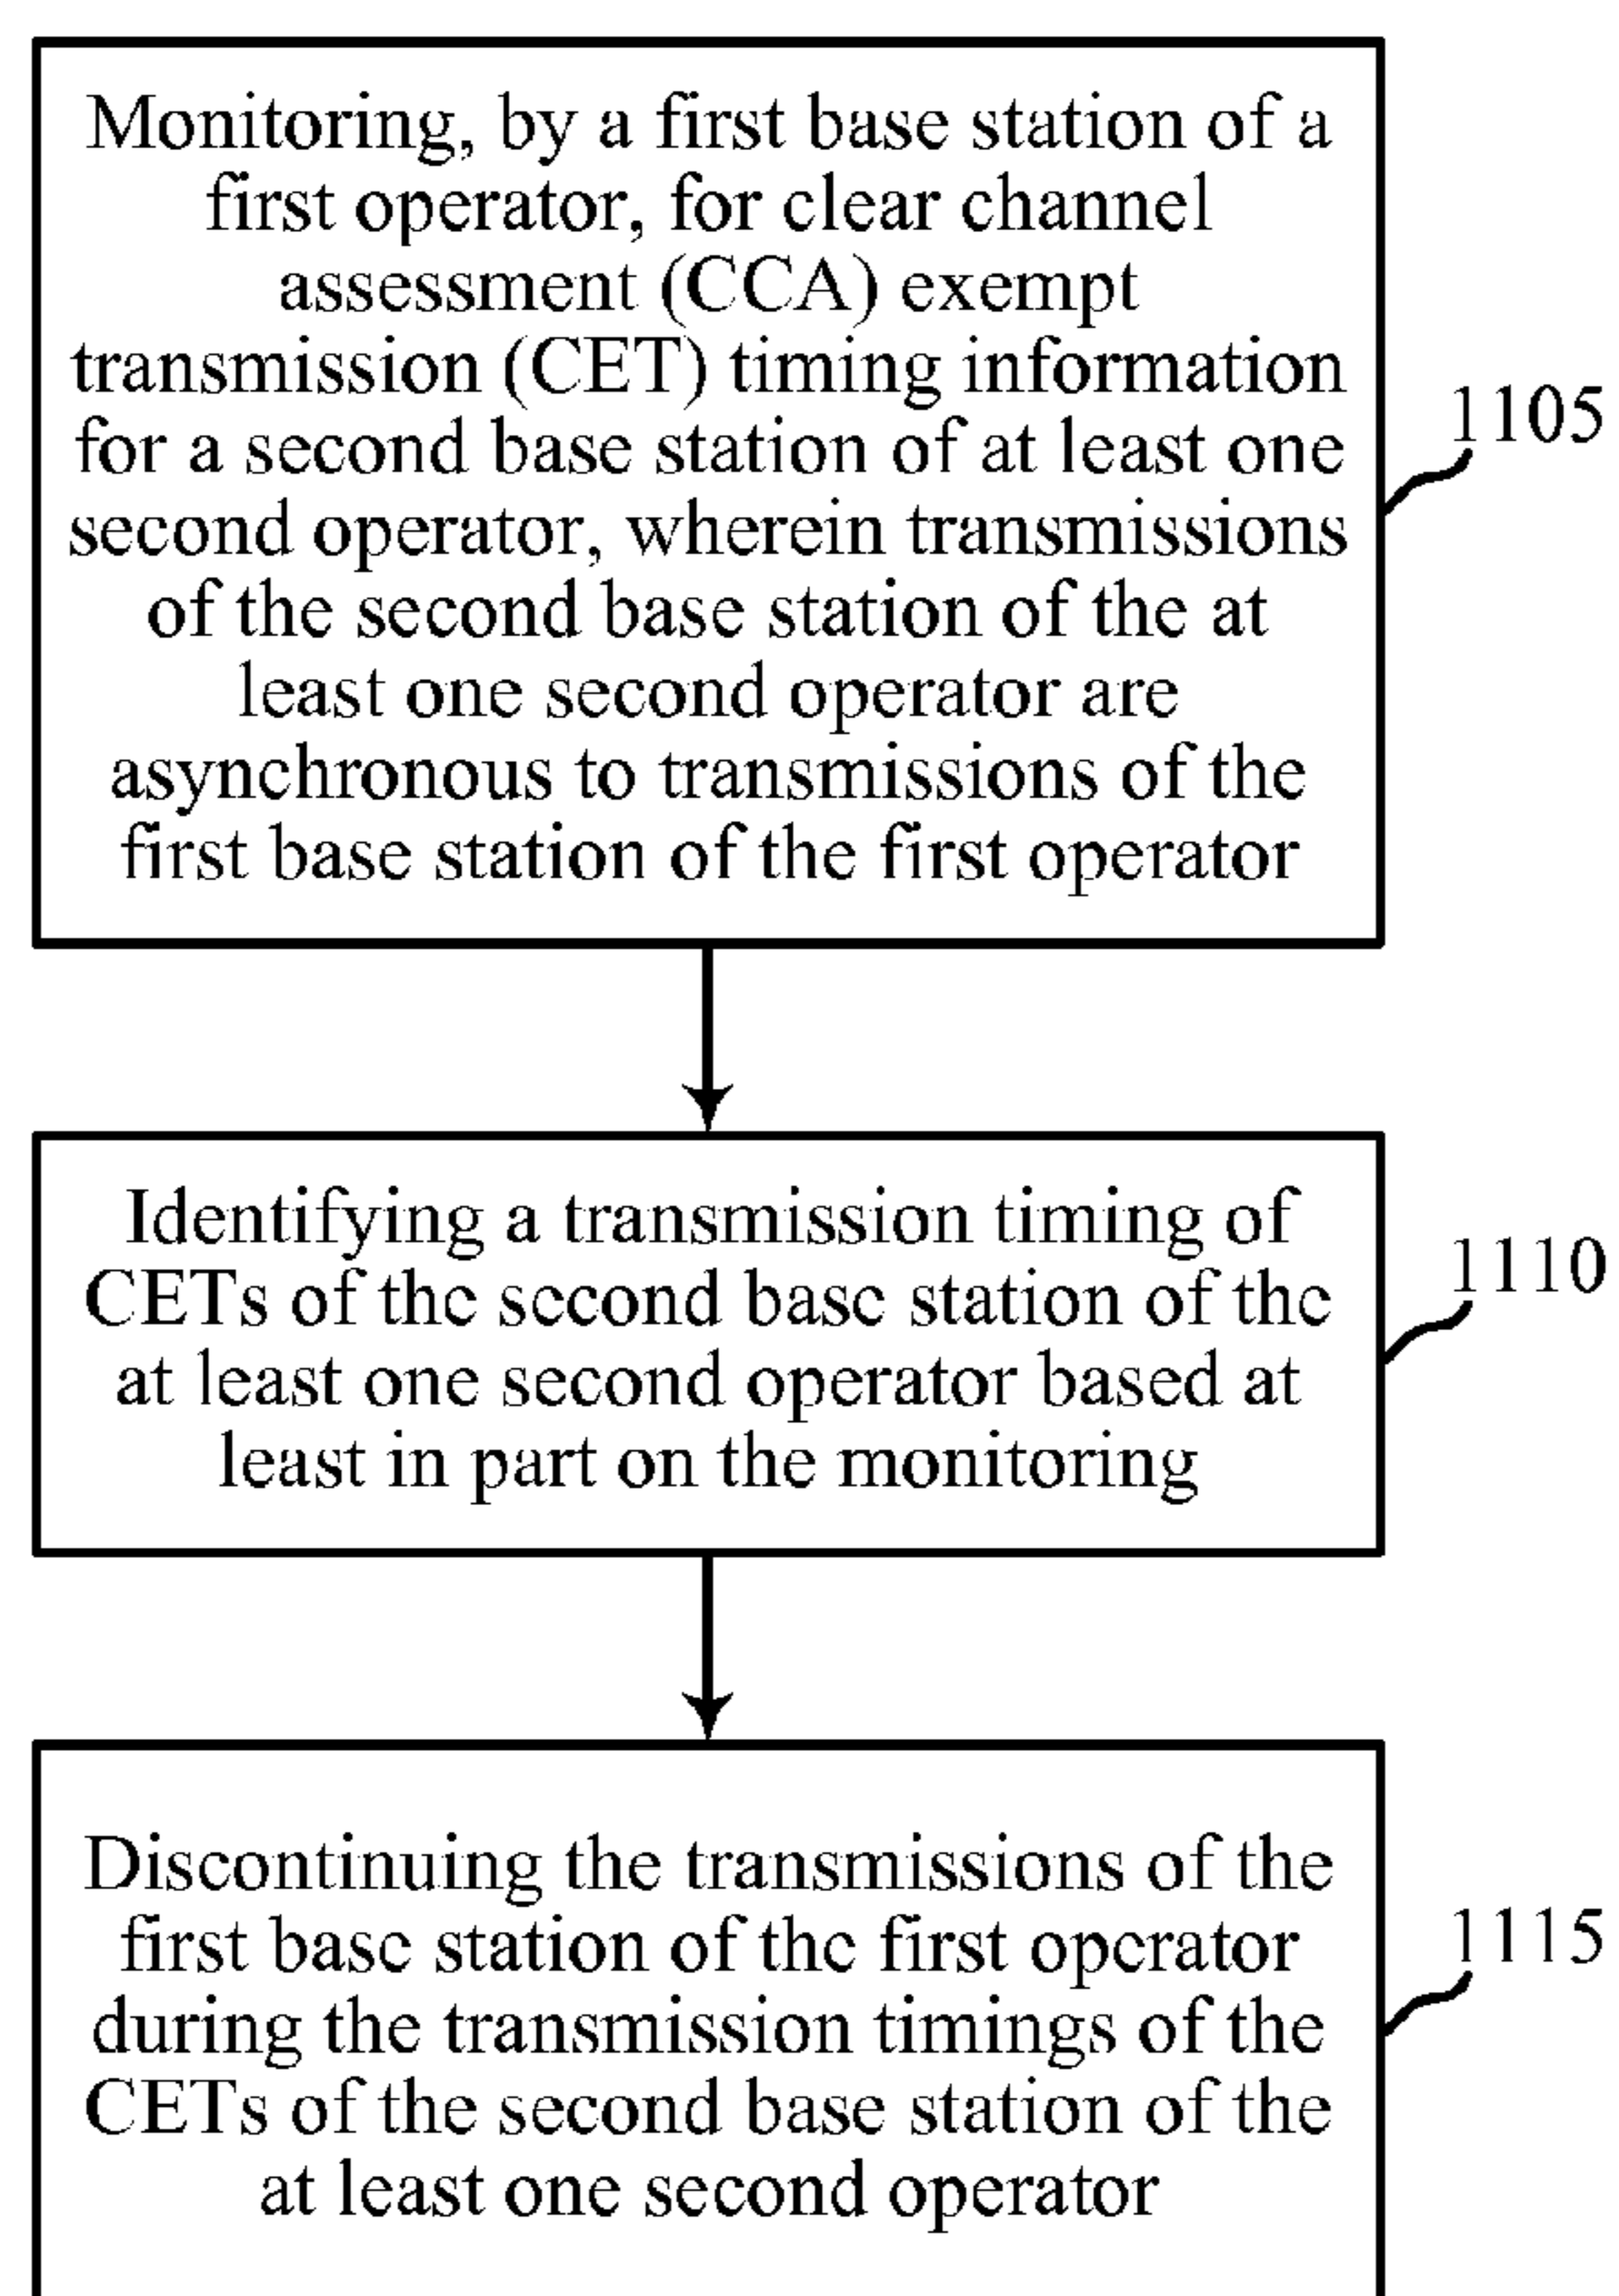 Monitoring, by a first base station of a
first operator, for clear channel
assessment (CCA) exempt
transmission (CET) timing information
for a second base station of at least one
second operator, wherein transmissions
of the second base station of the at
least one second operator are
asynchronous to transmissions of the
first base station of the first operator
1105
Identifying a transmission timing of
CETs of the second base station of the
at least one second operator based at
least in part on the monitoring
1110
Discontinuing the transmissions of the
first base station of the first operator
during the transmission timings of the
CETs of the second base station of the
at least one second operator
1115